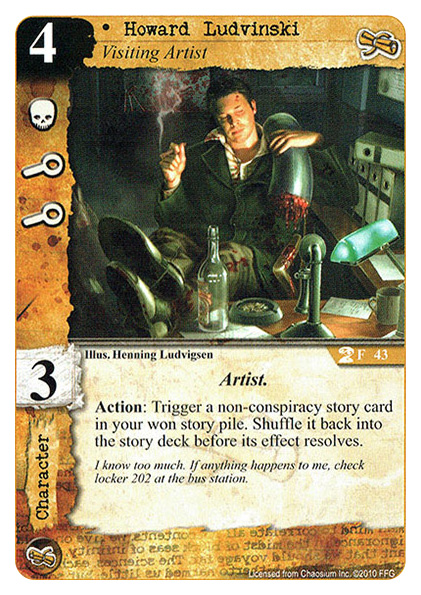 4
• Howard Ludvinski
Visiting Artist
Illus. Henning Ludvigsen
F 43
3
Character
Artist.
Action: Trigger a non-conspiracy story card
in your won story pile. Shuffle it back into
the story deck before its effect resolves.
I know too much. If anything happens to me, check
locker 202 at the bus station.
Licensed from Chaosium Inc. ©2010 FFG